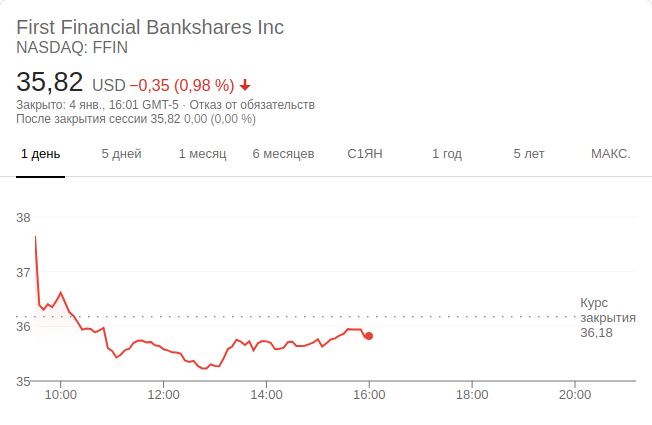 First Financial Bankshares Inc
NASDAQ: FFIN
35,82 USD −0,35 (0,98 %)
Закрыто: 4 янв., 16:01 GMT-5 · Отказ от обязательств
После закрытия сессии 35,82 0,00 (0,00 %)
1 день 5 дней 1 месяц 6 месяцев С1ЯН 1 год 5 лет МАКС.
38
37
Курс
закрытия
36,18
36
35
10:00 12:00 14:00 16:00 18:00 20:00